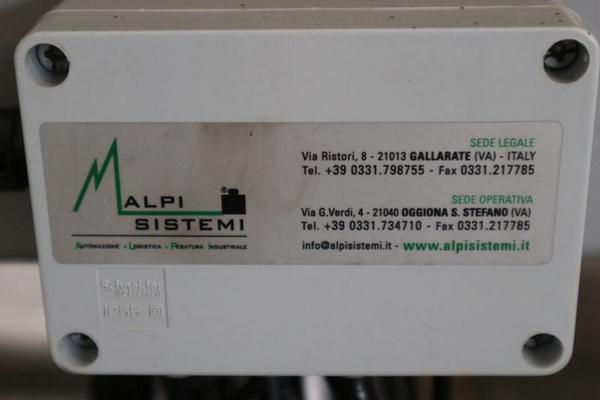 ALPI
SISTEMI
AUTOMAZIONE - LOGISTICA - PESATURA INDUSTRIALE
SEDE LEGALE
Via Ristori, 8 - 21013 GALLARATE (VA) - ITALY
Tel. +39 0331.798755 - Fax 0331.217785
SEDE OPERATIVA
Via G.Verdi, 4 - 21040 OGGIONA S. STEFANO (VA)
Tel. +39 0331.734710 - Fax 0331.217785
info@alpisistemi.it - www.alpisistemi.it
Schneider
IP55